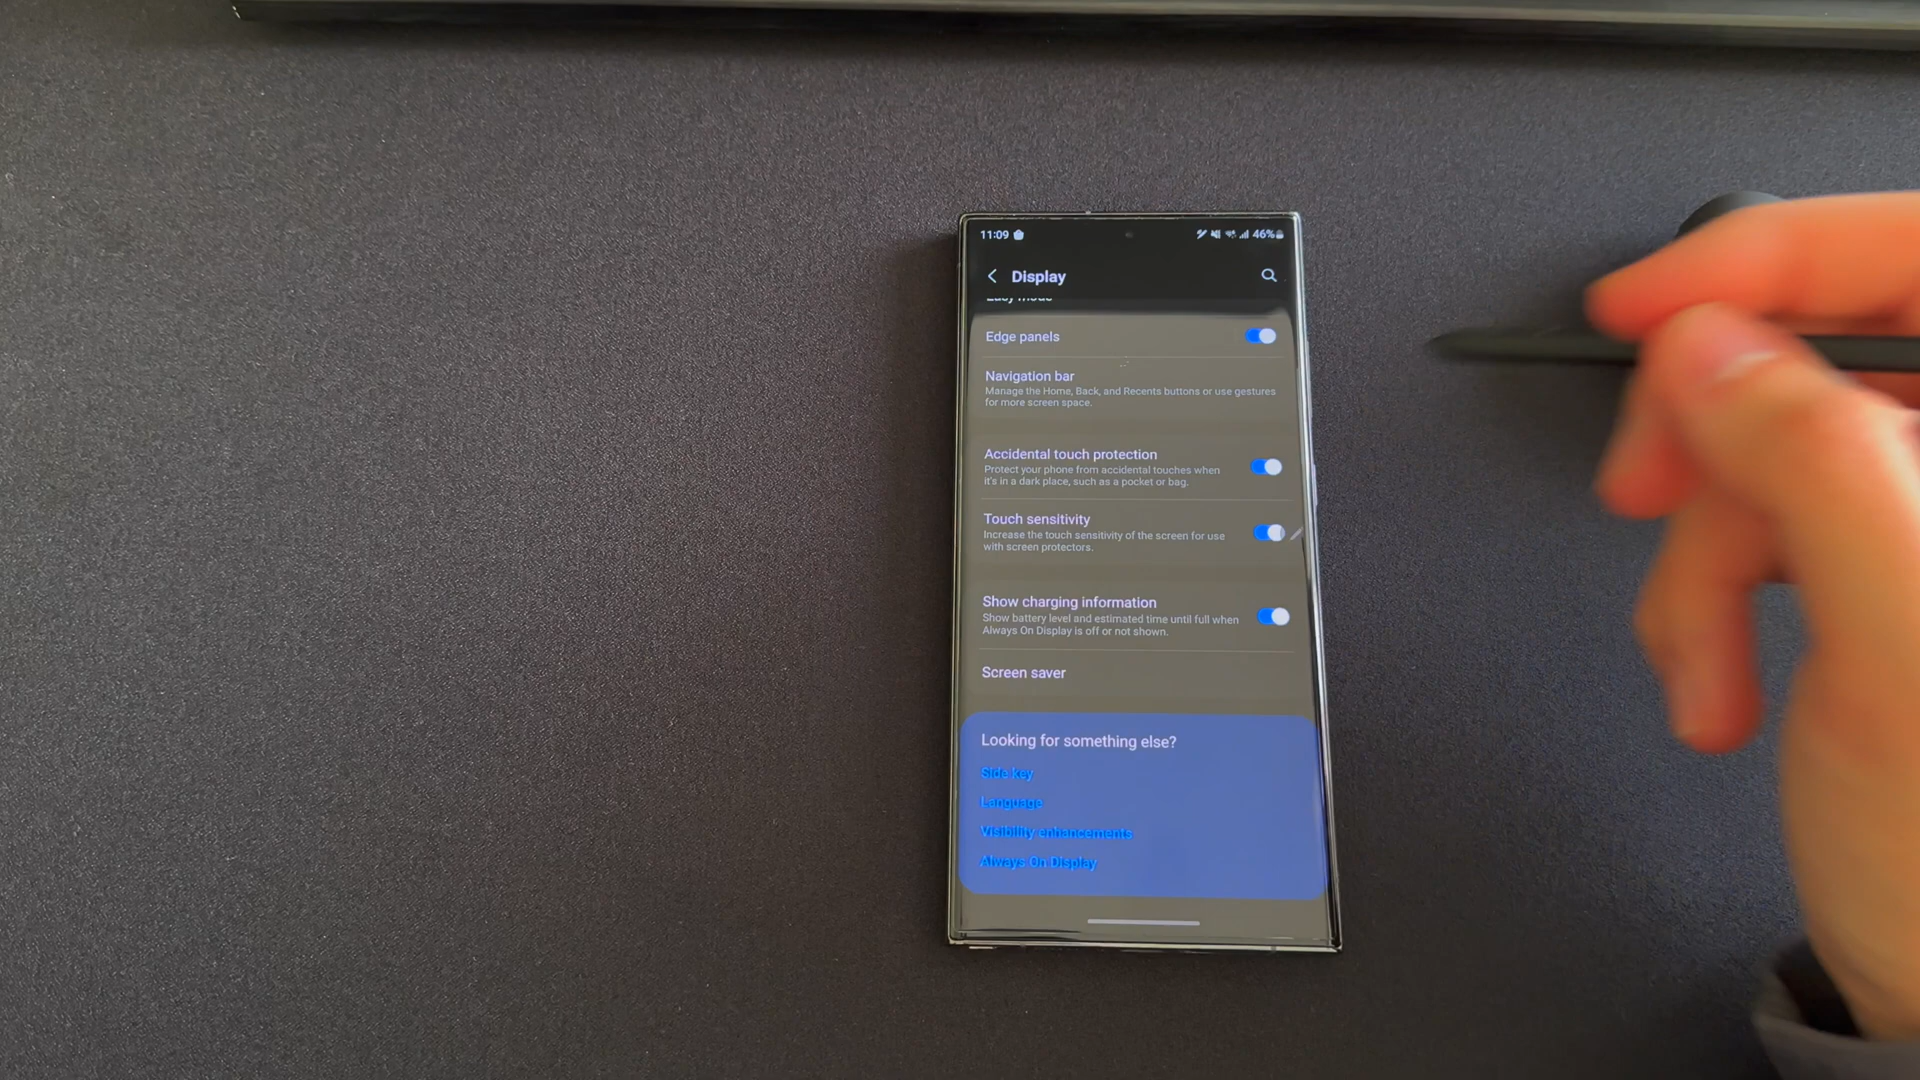 11:09 46%
Display
Easy mode
Edge panels
Navigation bar
Manage the Home, Back, and Recents buttons or use gestures
for more screen space.
Accidental touch protection
Protect your phone from accidental touches when
it's in a dark place, such as a pocket or bag.
Touch sensitivity
Increase the touch sensitivity of the screen for use
with screen protectors.
Show charging information
Show battery level and estimated time until full when
Always On Display is off or not shown.
Screen saver
Looking for something else?
Side key
Language
Visibility enhancements
Always On Display